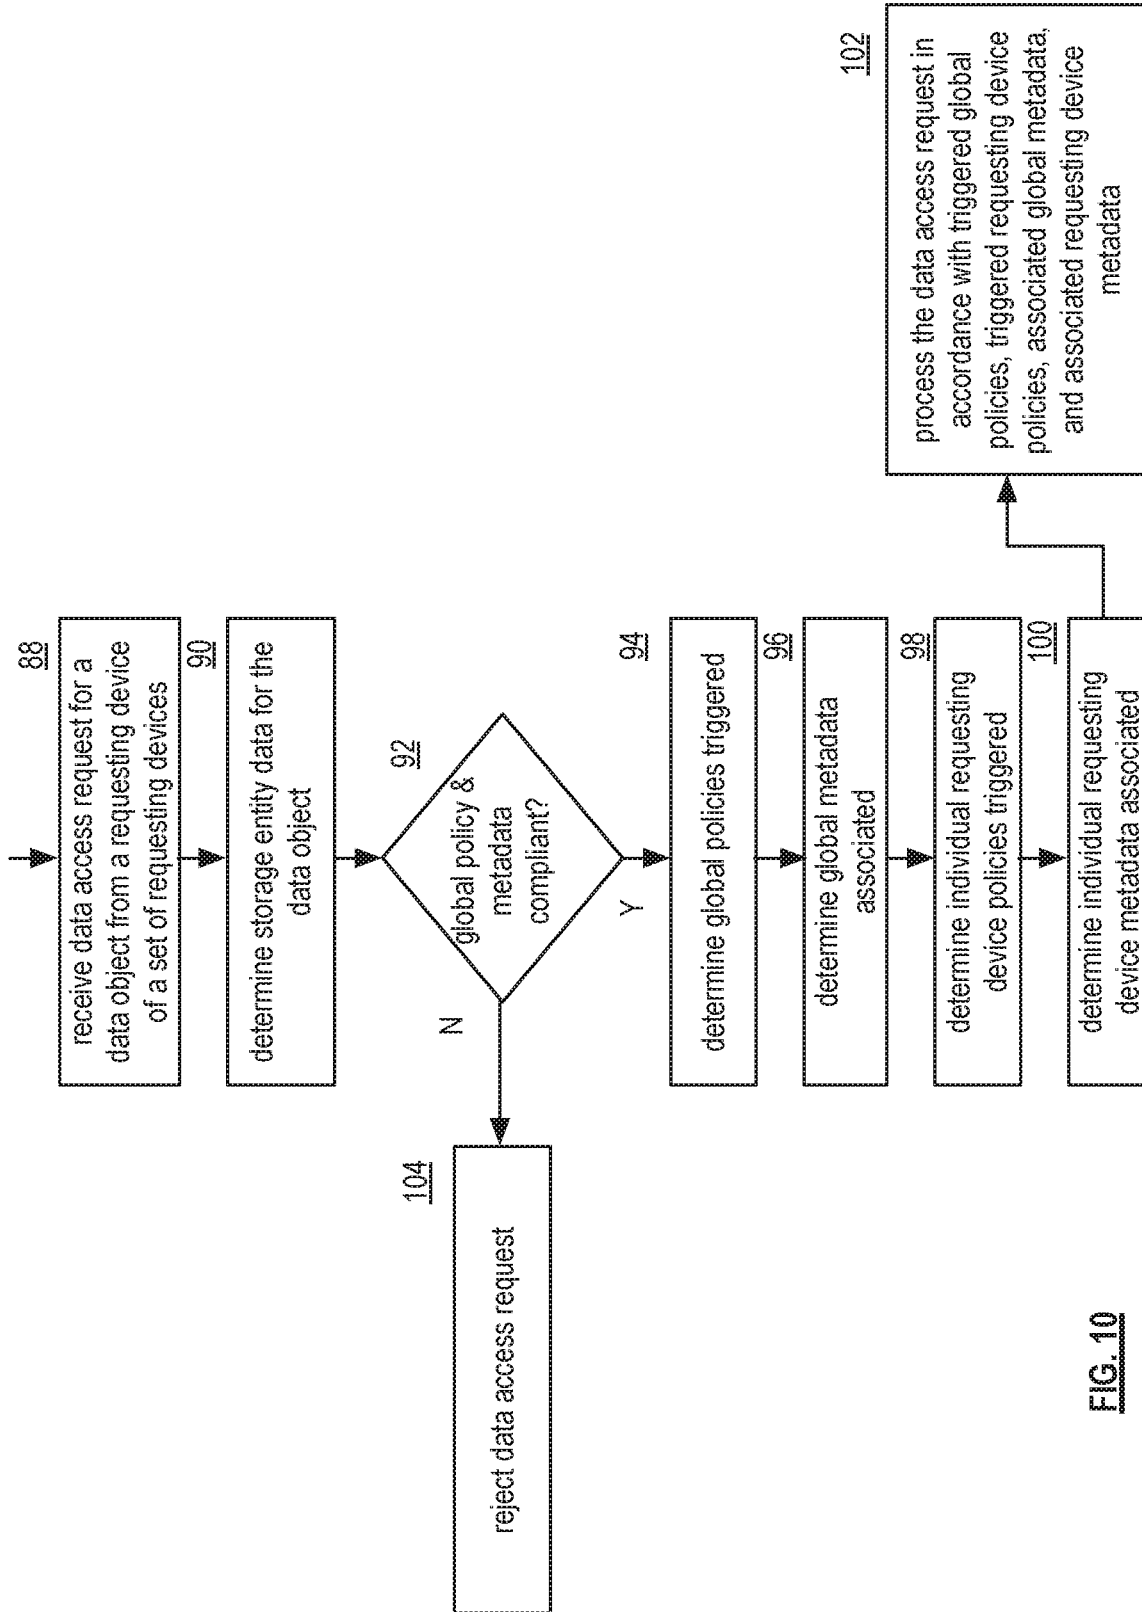 88
receive data access request for a
data object from a requesting device
of a set of requesting devices
90
determine storage entity data for the
data object
92
global policy &
metadata
compliant?
N
Y
104
reject data access request
94
determine global policies triggered
96
determine global metadata
associated
98
determine individual requesting
device policies triggered
100
determine individual requesting
device metadata associated
102
process the data access request in
accordance with triggered global
policies, triggered requesting device
policies, associated global metadata,
and associated requesting device
metadata
FIG. 10